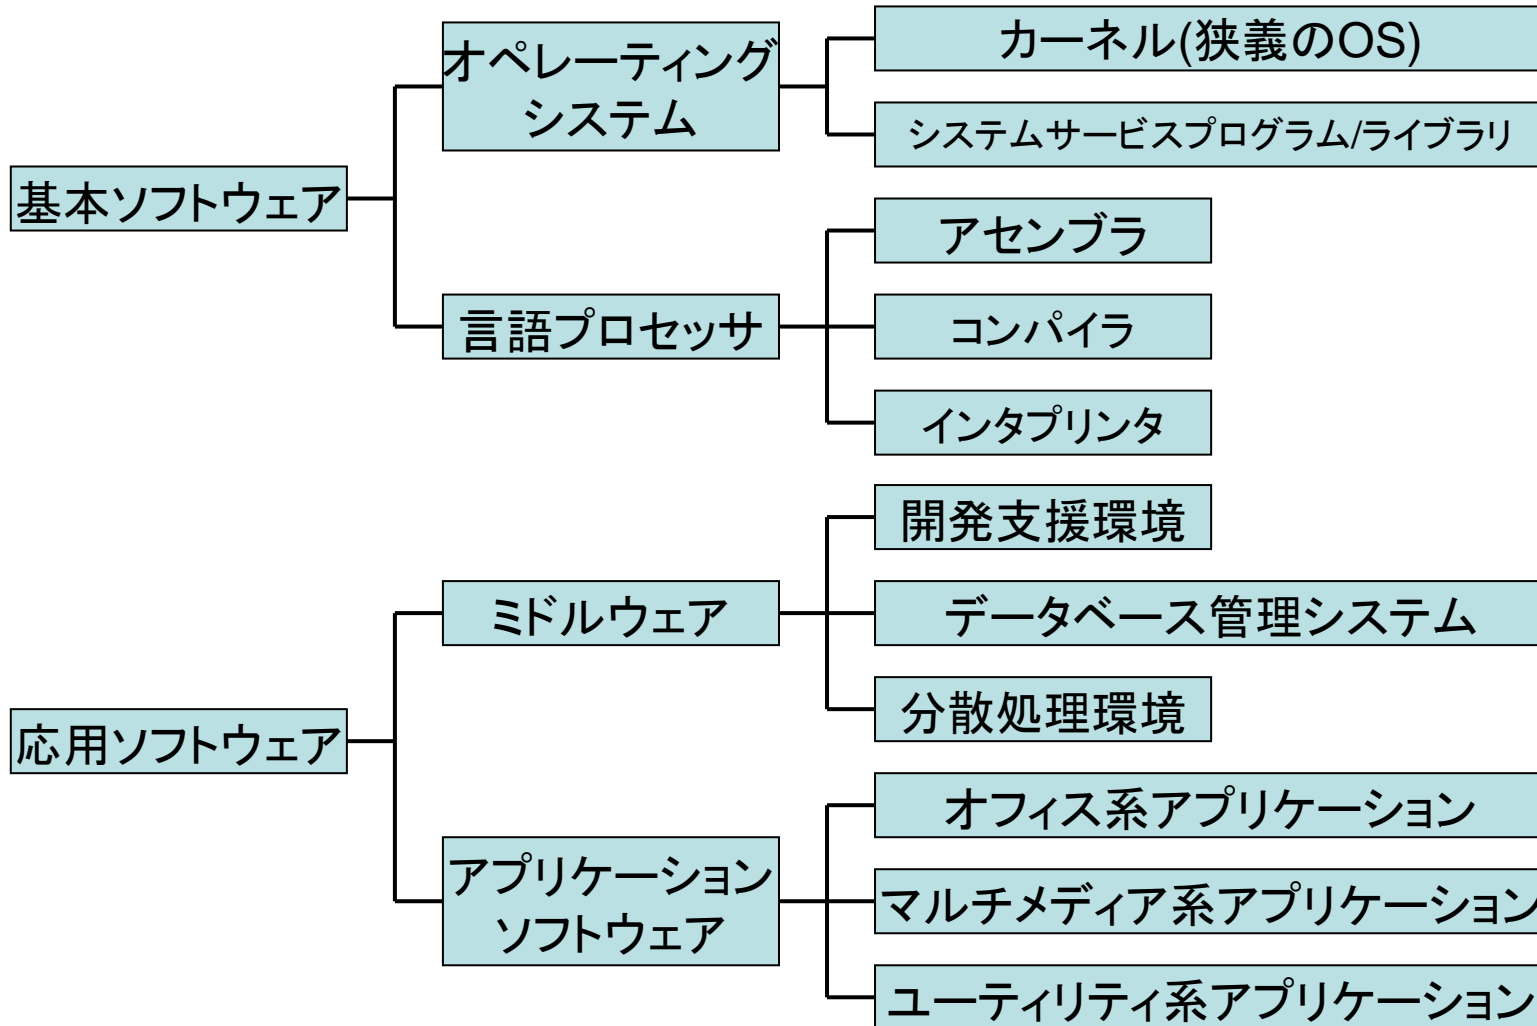 オペレーティング
システム
カーネル(狭義のOS)
システムサービスプログラム/ライブラリ
基本ソフトウェア
アセンブラ
言語プロセッサ
コンパイラ
インタプリンタ
開発支援環境
ミドルウェア
データベース管理システム
分散処理環境
応用ソフトウェア
オフィス系アプリケーション
アプリケーション
ソフトウェア
マルチメディア系アプリケーション
ユーティリティ系アプリケーション